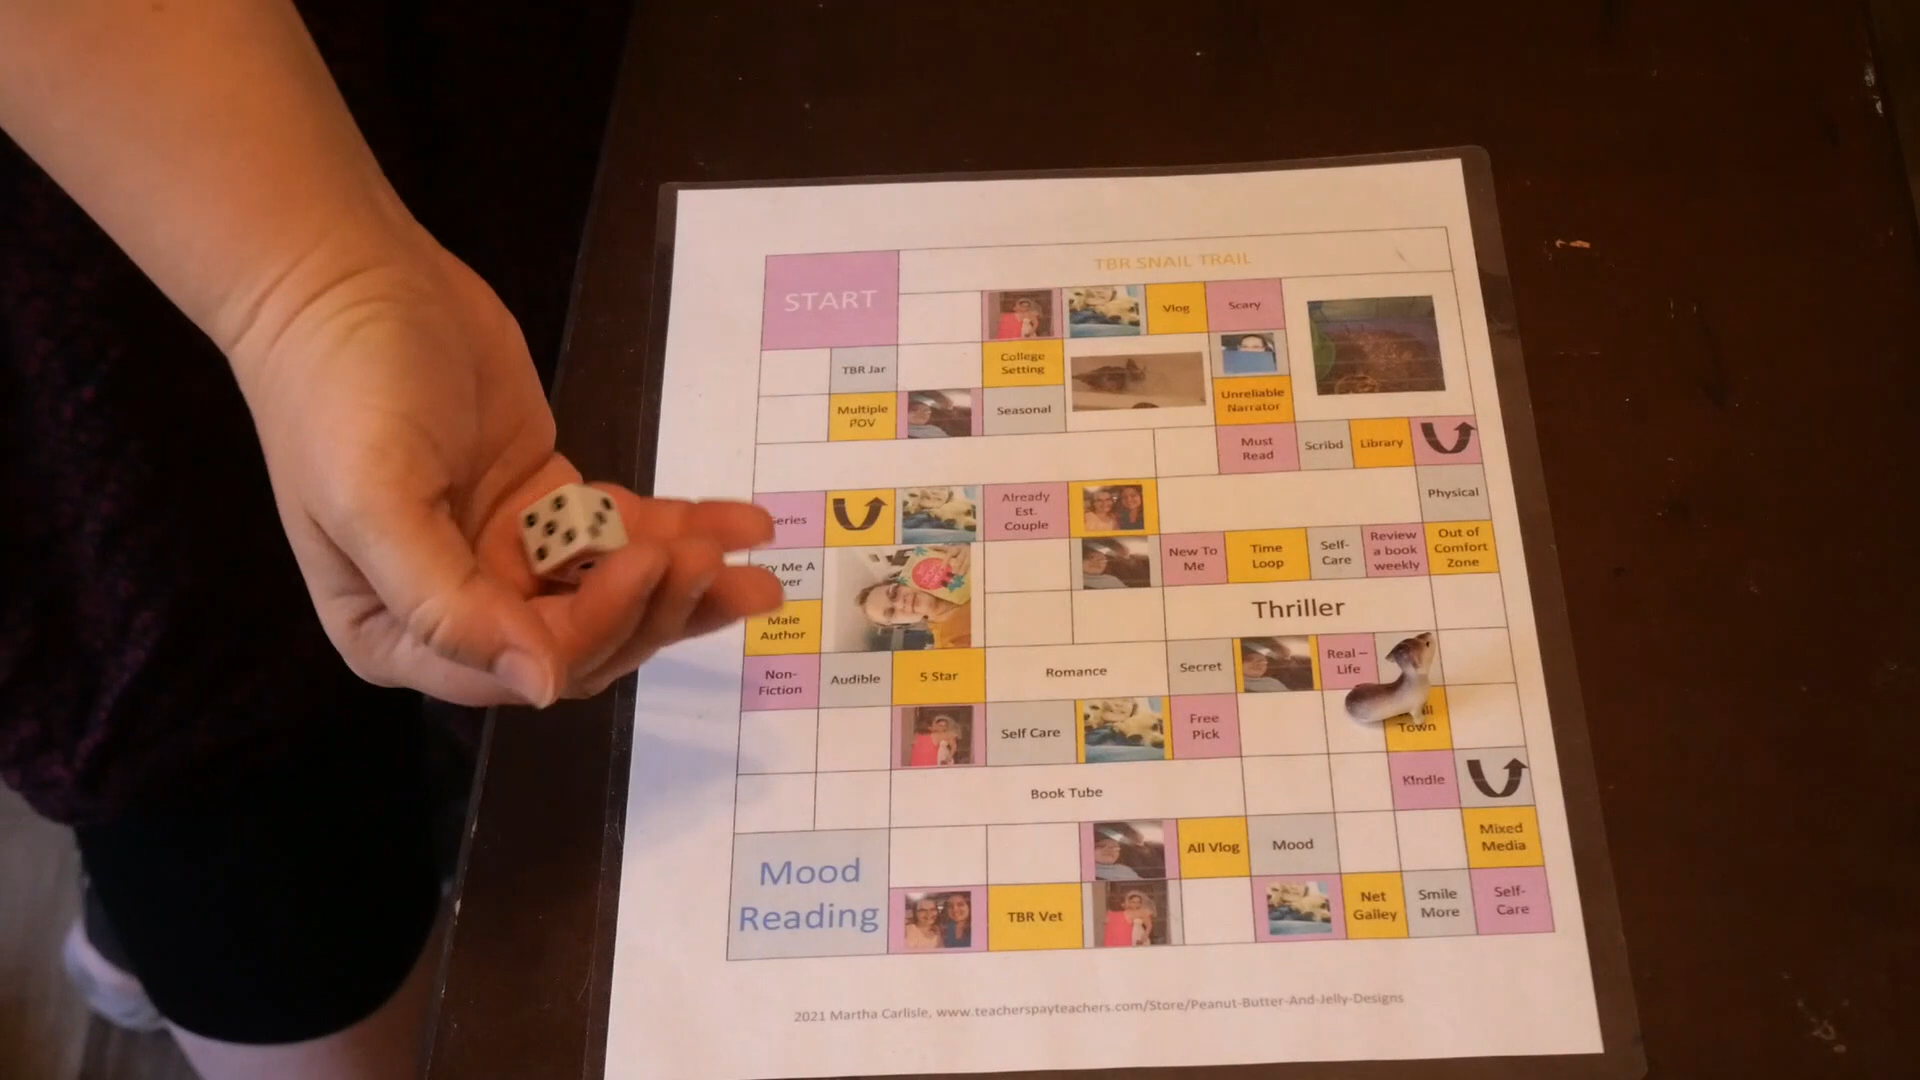 TBR SNAIL TRAIL
START
Vlog
Scary
TBR Jar
College
Setting
Unreliable
Narrator
Multiple
POV
Seasonal
Must
Read
Scribd
Library
Physical
Already
Est.
Couple
New To
Me
Time
Loop
Self-
Care
Review
a book
weekly
Out of
Comfort
Zone
Me A
Male
Author
Thriller
Non-
Fiction
Audible
5 Star
Romance
Secret
Real –
Life
Town
Self Care
Free
Pick
Kindle
Book Tube
Mood
Reading
All Vlog
Mood
Mixed
Media
TBR Vet
Net
Galley
Smile
More
Self-
Care
2021 Martha Carlisle, www.teacherspayteachers.com/Store/Peanut-Butter-And-Jelly-Designs